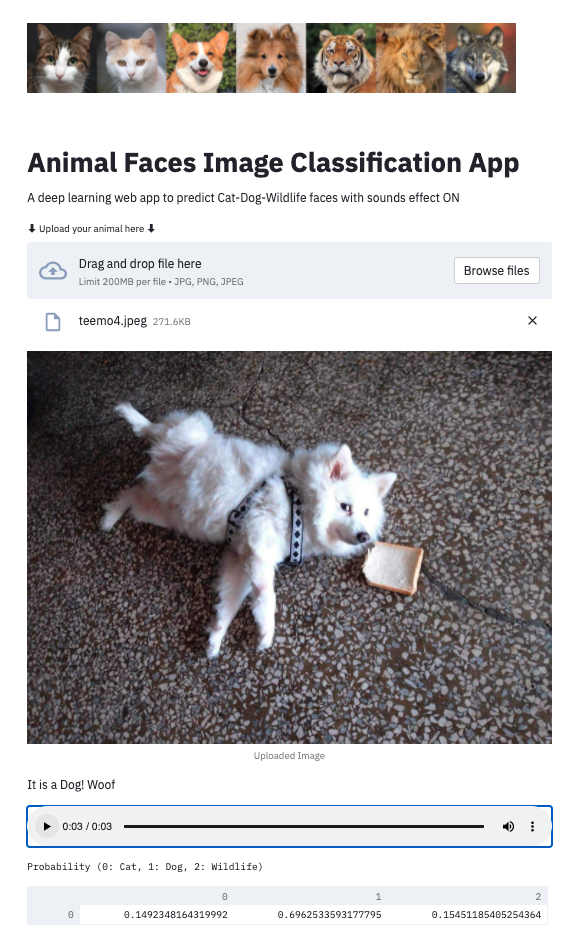 Animal Faces Image Classification App
A deep learning web app to predict Cat-Dog-Wildlife faces with sounds effect ON
⬇ Upload your animal here ⬇
Drag and drop file here
Limit 200MB per file • JPG, PNG, JPEG
Browse files
teemo4.jpeg 271.6KB
Uploaded Image
It is a Dog! Woof
0:03 / 0:03
Probability (0: Cat, 1: Dog, 2: Wildlife)
0 1 2
0 0.1492348164319992 0.6962533593177795 0.15451185405254364